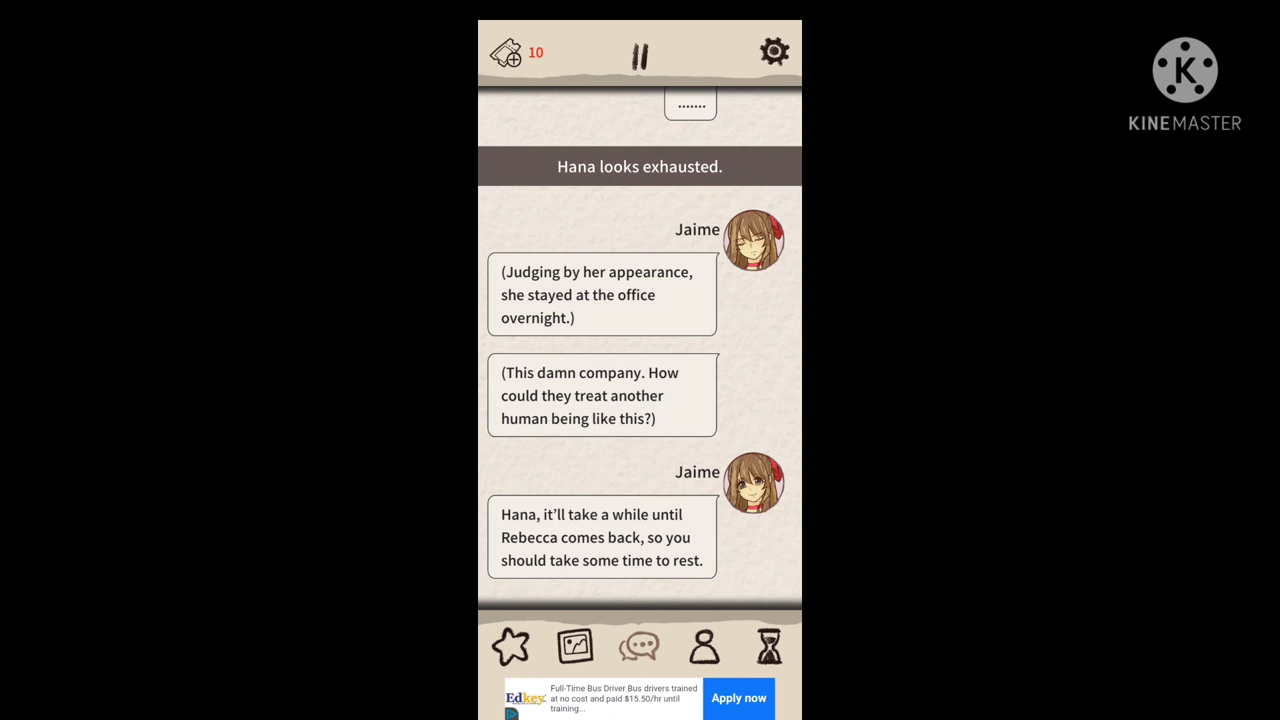 10
.......
Hana looks exhausted.
Jaime
(Judging by her appearance,
she stayed at the office
overnight.)
(This damn company. How
could they treat another
human being like this?)
Jaime
Hana, it'll take a while until
Rebecca comes back, so you
should take some time to rest.
K
KINEMASTER
Edkey
Full-Time Bus Driver Bus drivers trained
at no cost and paid $15.50/hr until
training...
Apply now